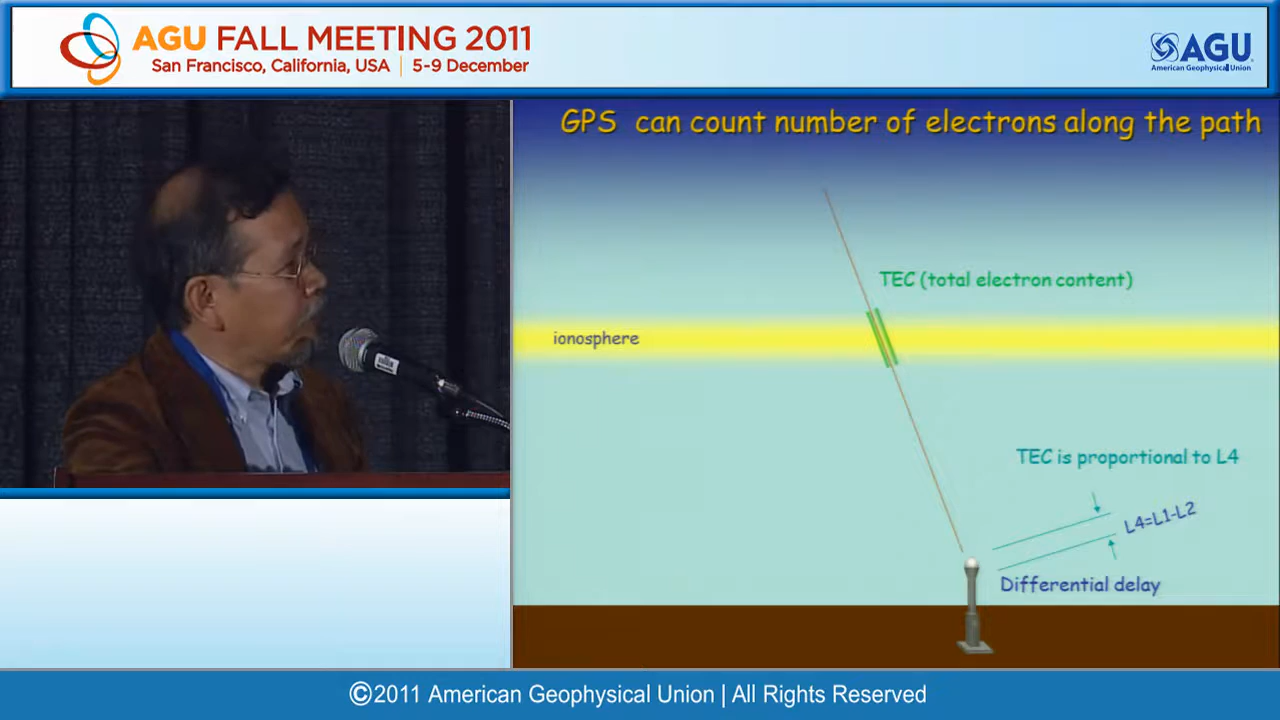 AGU FALL MEETING 2011
San Francisco, California, USA | 5-9 December
AGU
American Geophysical Union
GPS can count number of electrons along the path
TEC (total electron content)
ionosphere
TEC is proportional to L4
L4=L1-L2
Differential delay
©2011 American Geophysical Union | All Rights Reserved